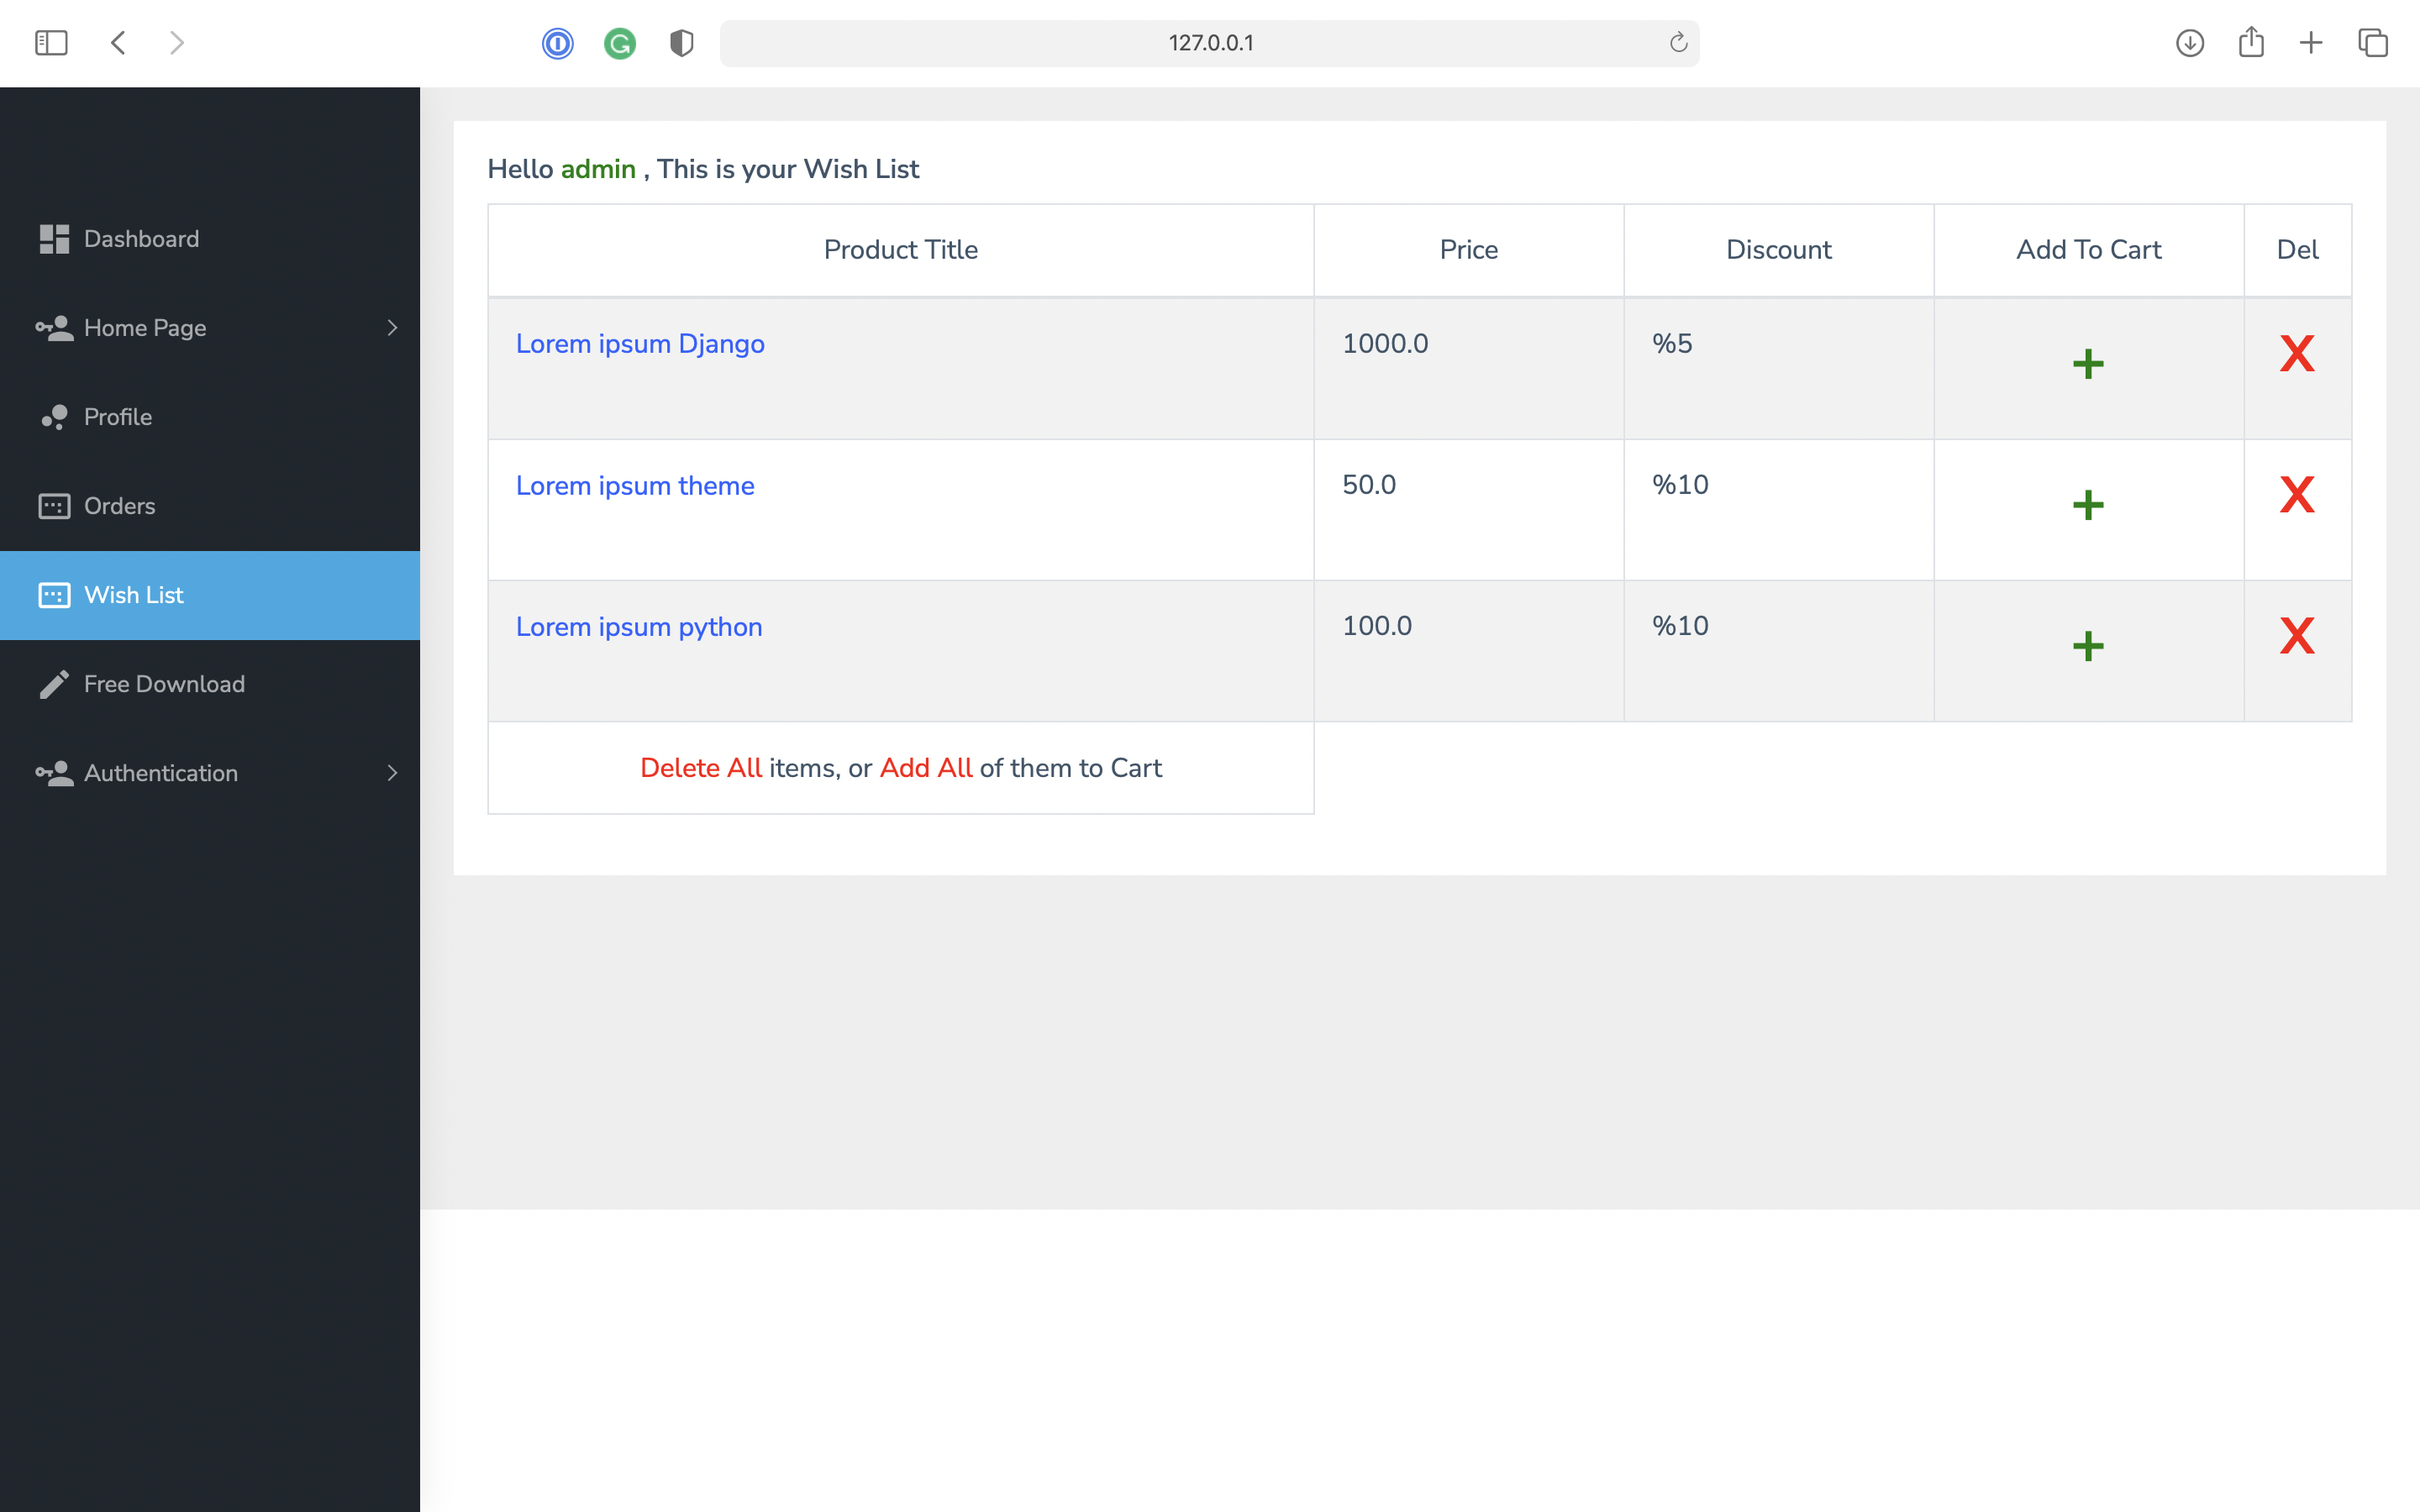 127.0.0.1
Dashboard
Home Page
Profile
Orders
Wish List
Free Download
Authentication
Hello admin , This is your Wish List
Product Title Price Discount Add To Cart Del
Lorem ipsum Django 1000.0 %5 + X
Lorem ipsum theme 50.0 %10 + X
Lorem ipsum python 100.0 %10 + X
Delete All items, or Add All of them to Cart